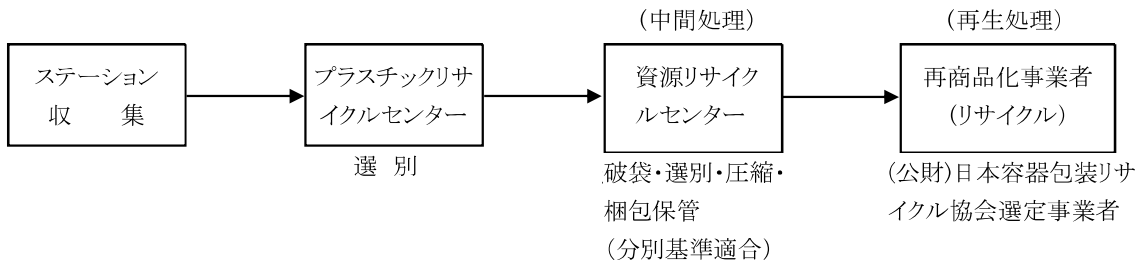 (中間処理)
(再生処理)
ステーション
収　　集
プラスチックリサ
イクルセンター
資源リサイク
ルセンター
再商品化事業者
(リサイクル)
選 別
破袋・選別・圧縮・
梱包保管
(分別基準適合)
(公財)日本容器包装リサ
イクル協会選定事業者